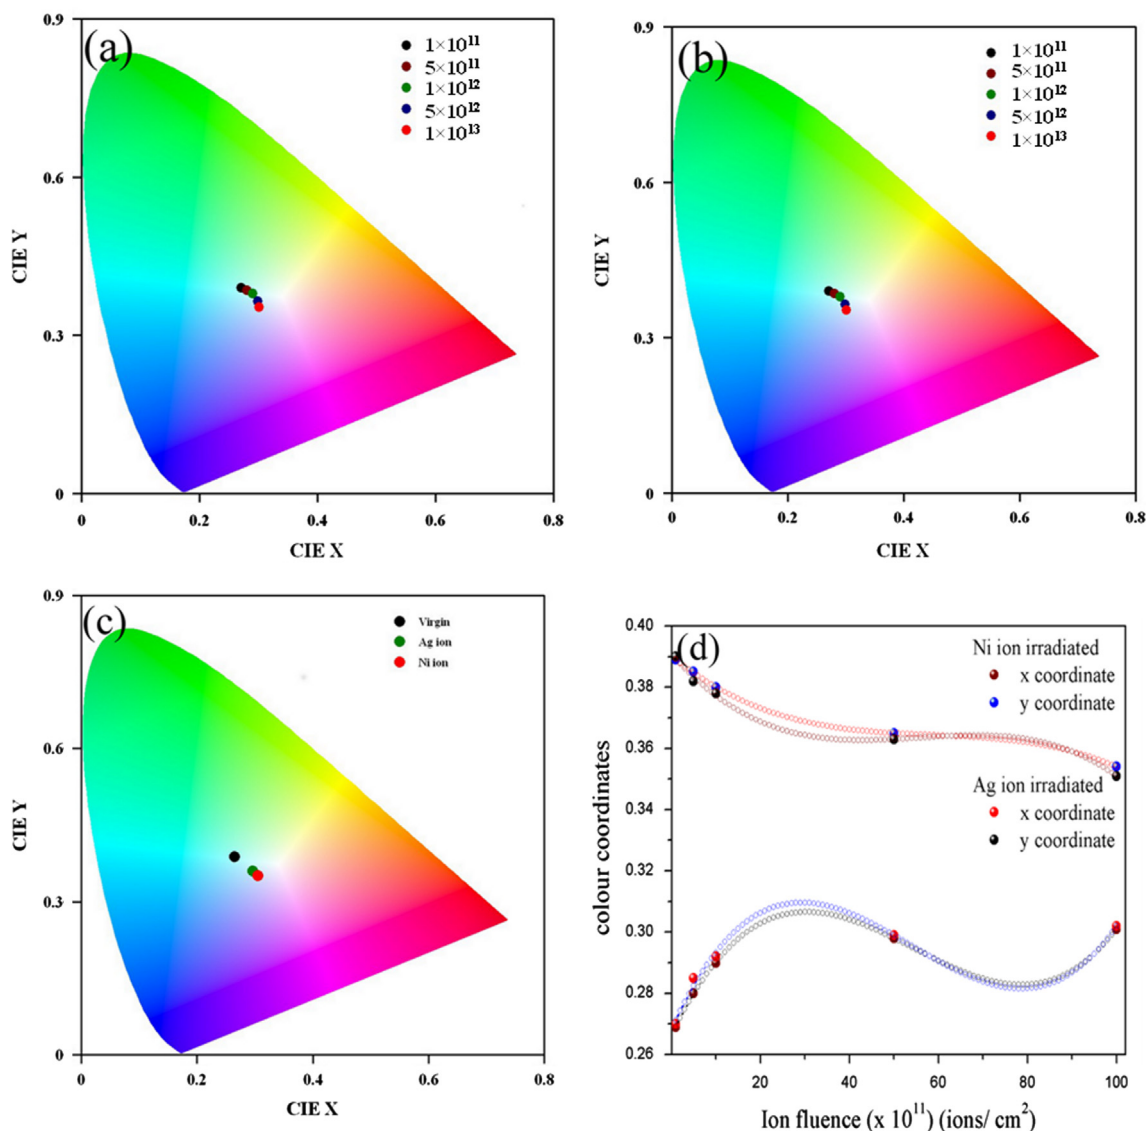 (a)
0.9
1×10¹¹
5×10¹¹
1×10¹²
5×10¹²
1×10¹³
0.6
CIE Y
0.3
0
0
0.2
0.4
0.6
0.8
CIE X
(b)
0.9
1×10¹¹
5×10¹¹
1×10¹²
5×10¹²
1×10¹³
0.6
CIE Y
0.3
0
0
0.2
0.4
0.6
0.8
CIE X
(c)
0.9
Virgin
Ag ion
Ni ion
0.6
CIE Y
0.3
0
0
0.2
0.4
0.6
0.8
CIE X
(d)
0.40
Ni ion irradiated
x coordinate
y coordinate
0.38
0.36
Ag ion irradiated
x coordinate
y coordinate
0.34
0.32
0.30
0.28
0.26
colour coordinates
20
40
60
80
100
Ion fluence (x 10¹¹) (ions/ cm²)